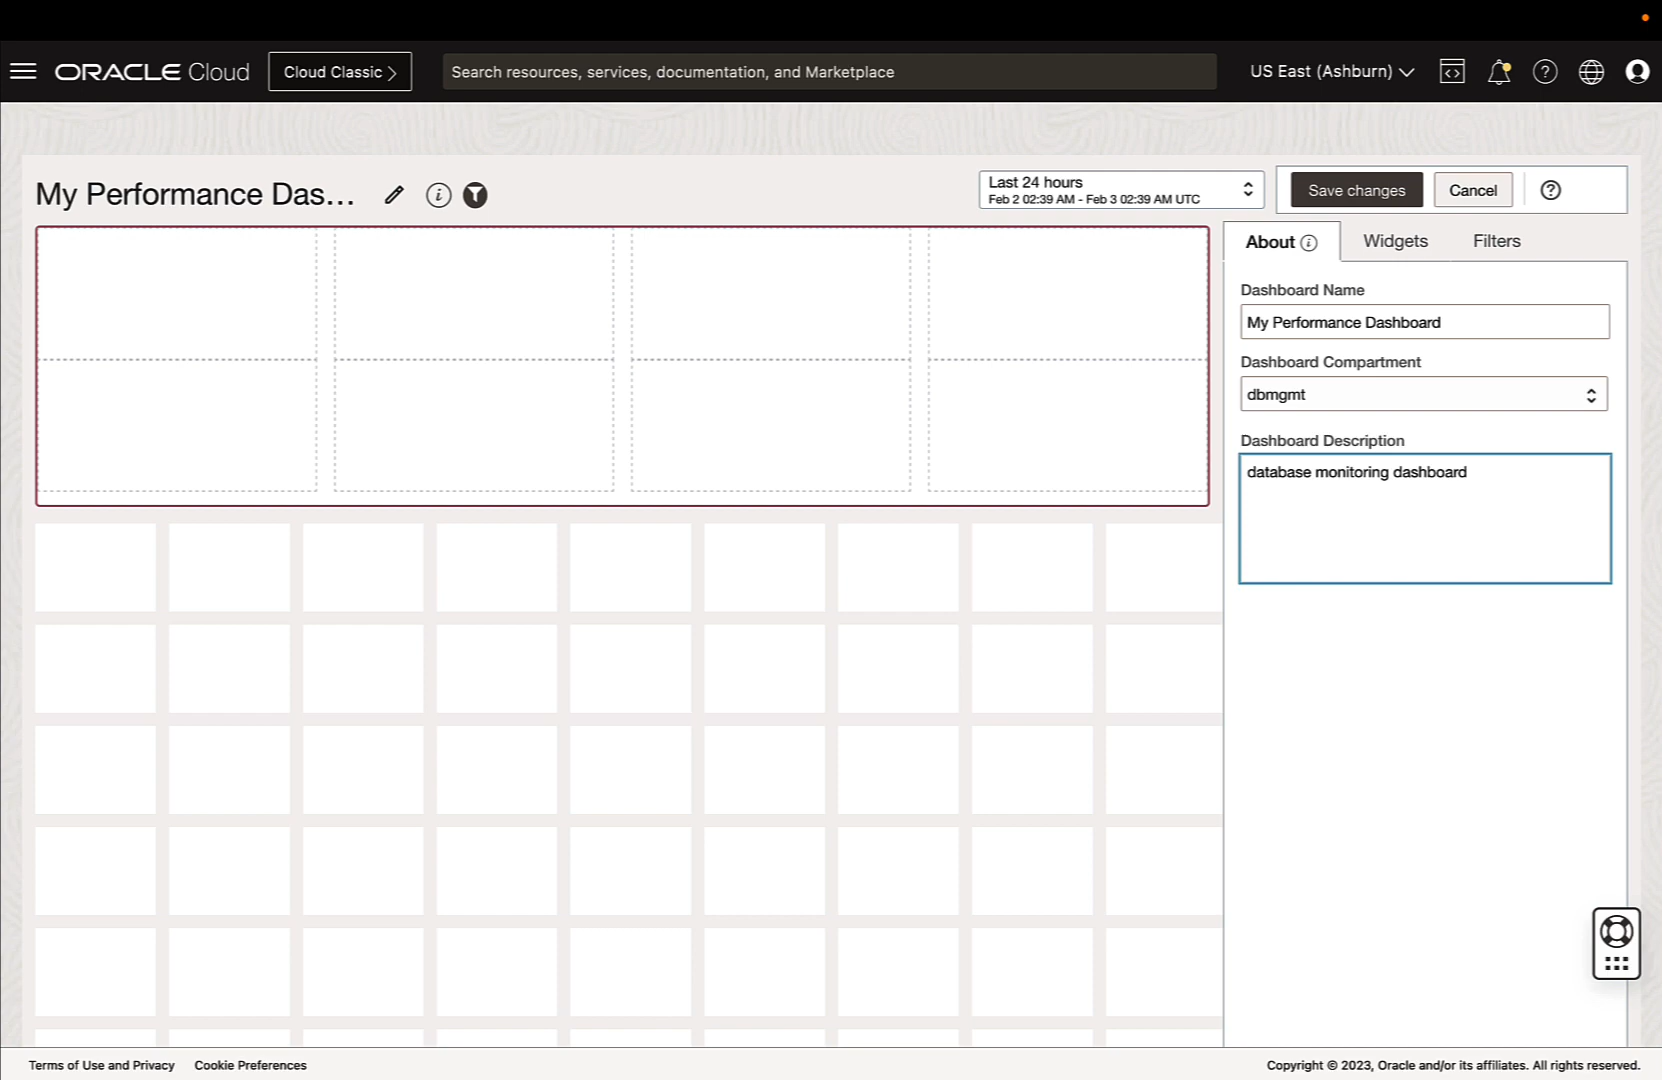 ORACLE Cloud
Cloud Classic
Search resources, services, documentation, and Marketplace
US East (Ashburn)
My Performance Das...
Last 24 hours
Feb 2 02:39 AM - Feb 3 02:39 AM UTC
Save changes
Cancel
About
Widgets
Filters
Dashboard Name
My Performance Dashboard
Dashboard Compartment
dbmgmt
Dashboard Description
database monitoring dashboard
Terms of Use and Privacy
Cookie Preferences
Copyright © 2023, Oracle and/or its affiliates. All rights reserved.